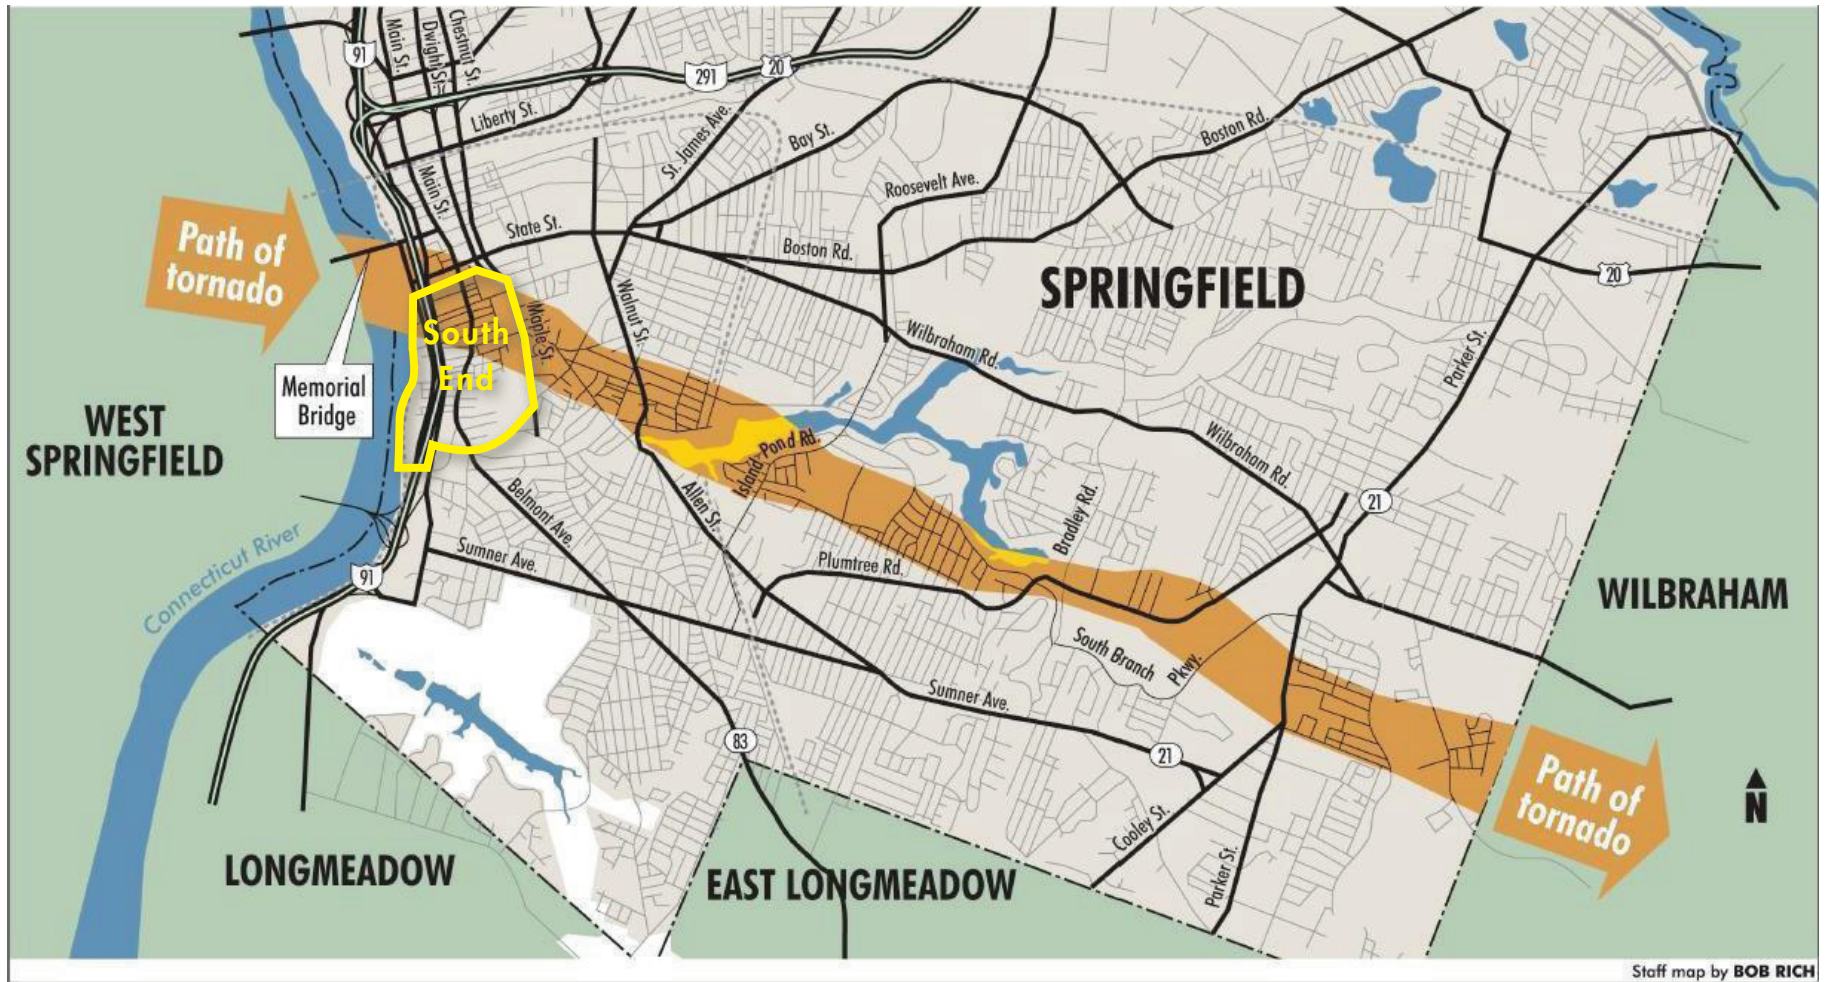 Main St.
Dwight St.
Chestnut St.
91
291
20
Liberty St.
St. James Ave.
Bay St.
Boston Rd.
Roosevelt Ave.
Main St.
State St.
Boston Rd.
Path of
tornado
SPRINGFIELD
20
South
End
Maple St.
Walnut St.
Wilbraham Rd.
Parker St.
Memorial
Bridge
WEST
SPRINGFIELD
Island Pond Rd.
Wilbraham Rd.
Belmont Ave.
Allen St.
Bradley Rd.
21
Connecticut River
Sumner Ave.
Plumtree Rd.
91
WILBRAHAM
South Branch
Pkwy.
Sumner Ave.
83
21
Path of
tornado
N
Cooley St.
Parker St.
LONGMEADOW
EAST LONGMEADOW
Staff map by BOB RICH